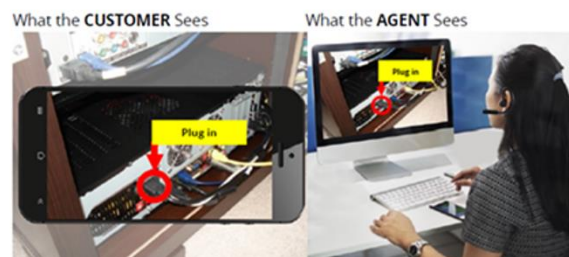 What the CUSTOMER Sees
What the AGENT Sees
Plug in
Plug in